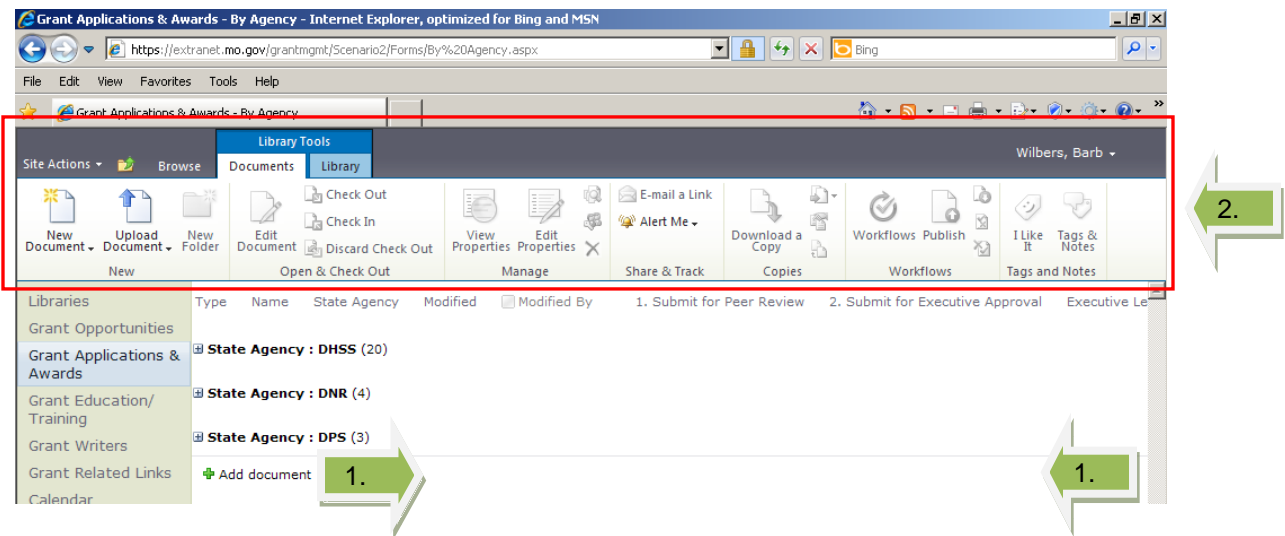 Grant Applications & Awards - By Agency - Internet Explorer, optimized for Bing and MSN
https://extranet.mo.gov/grantmgmt/Scenario2/Forms/By%20Agency.aspx
Bing
File Edit View Favorites Tools Help
Grant Applications & Awards - By Agency
Library Tools
Site Actions Browse Documents Library
Wilbers, Barb
New Document
Upload Document
New Folder
New
Edit Document
Check Out
Check In
Discard Check Out
Open & Check Out
View Properties
Edit Properties
Manage
E-mail a Link
Alert Me
Share & Track
Download a Copy
Copies
Workflows
Publish
Workflows
I Like It
Tags & Notes
Tags and Notes
2.
Libraries
Grant Opportunities
Grant Applications & Awards
Grant Education/ Training
Grant Writers
Grant Related Links
Calendar
Type Name State Agency Modified Modified By 1. Submit for Peer Review 2. Submit for Executive Approval Executive Le
State Agency : DHSS (20)
State Agency : DNR (4)
State Agency : DPS (3)
Add document
1.
1.